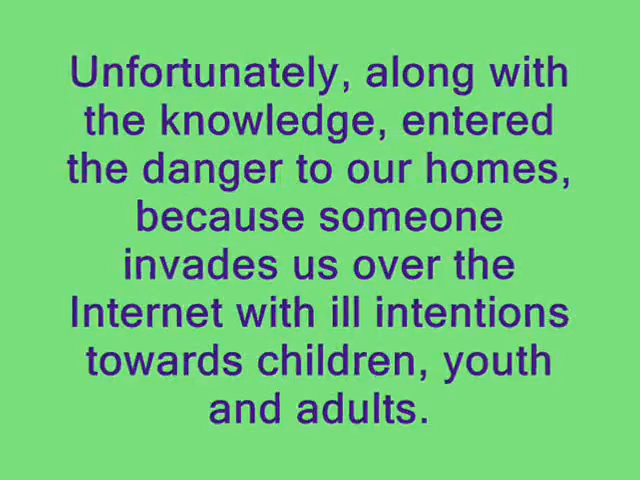 Unfortunately, along with
the knowledge, entered
the danger to our homes,
because someone
invades us over the
Internet with ill intentions
towards children, youth
and adults.